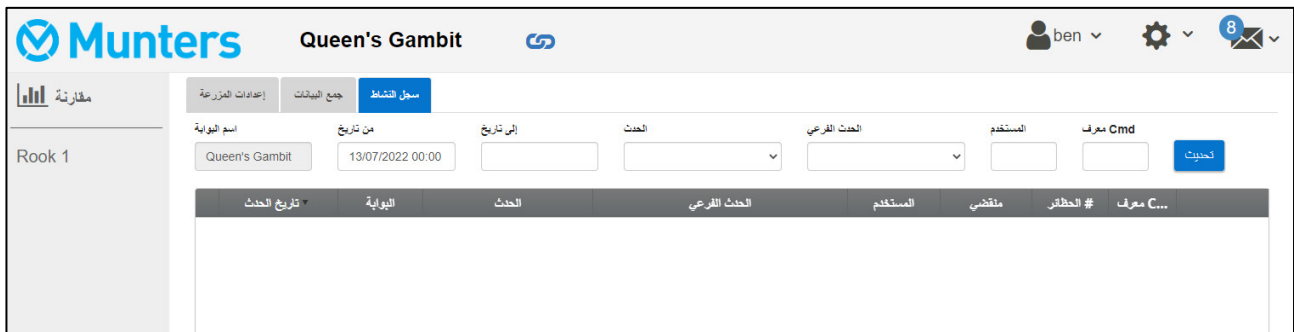 Munters Queen's Gambit ben 8
مقارنة
Rook 1
إعدادات المزرعة جمع البيانات سجل النشاط
اسم البوابة من تاريخ إلى تاريخ الحدث الحدث الفرعي المستخدم معرف Cmd
Queen's Gambit 13/07/2022 00:00 تحديث
تاريخ الحدث البوابة الحدث الحدث الفرعي المستخدم منقضي # الحظائر معرف C...